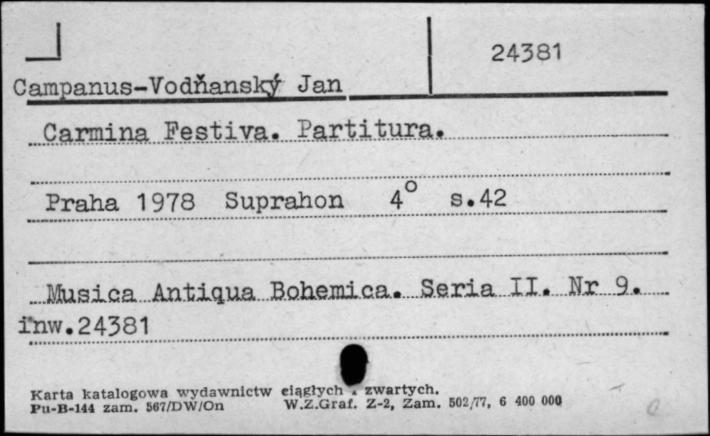 24381
Campanus-Vodňanský Jan
Carmina Festiva. Partitura.
Praha 1978 Suprahon 4° s.42
Musica Antiqua Bohemica. Seria II. Nr 9.
inw.24381
Karta katalogowa wydawnictw ciągłych i zwartych.
Pu-B-144 zam. 567/DW/On W.Z.Graf. Z-2, Zam. 502/77, 6 400 000